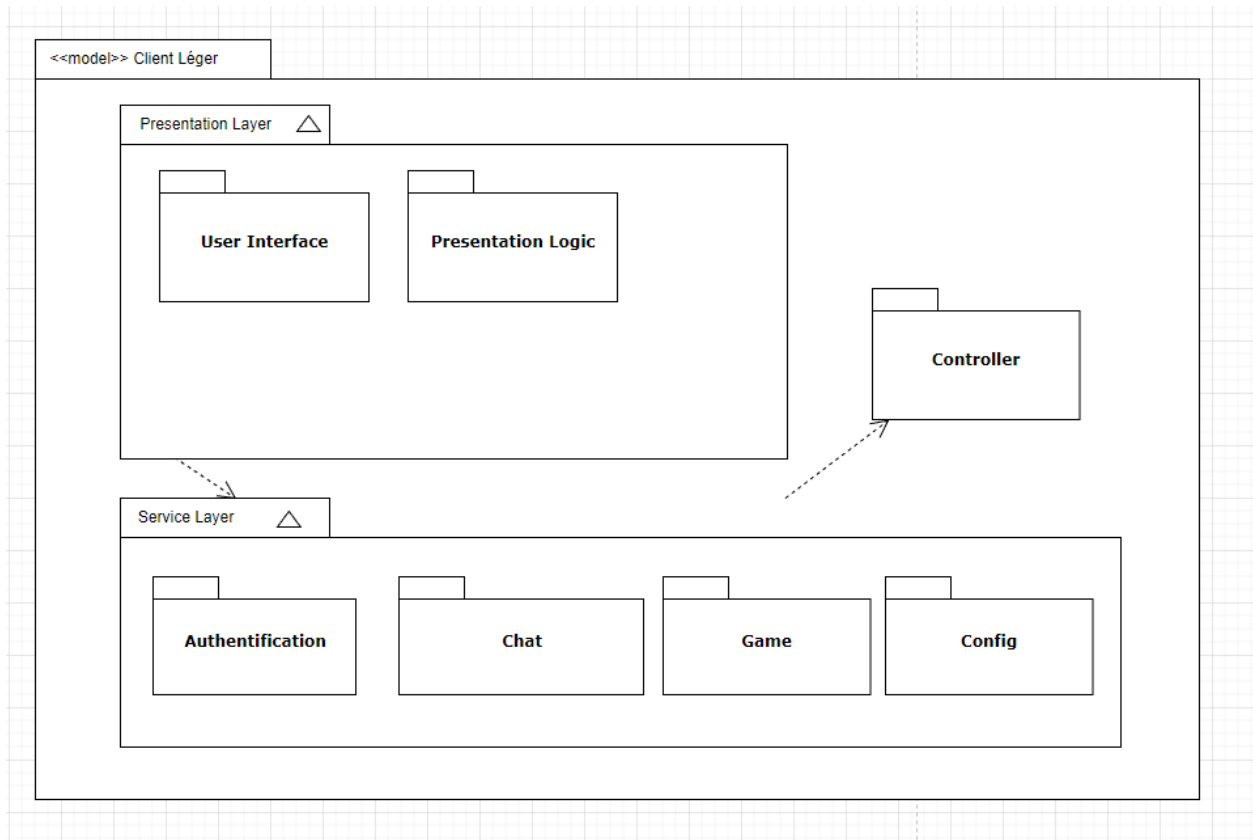 <<model>> Client Léger
Presentation Layer
User Interface
Presentation Logic
Controller
Service Layer
Authentification
Chat
Game
Config